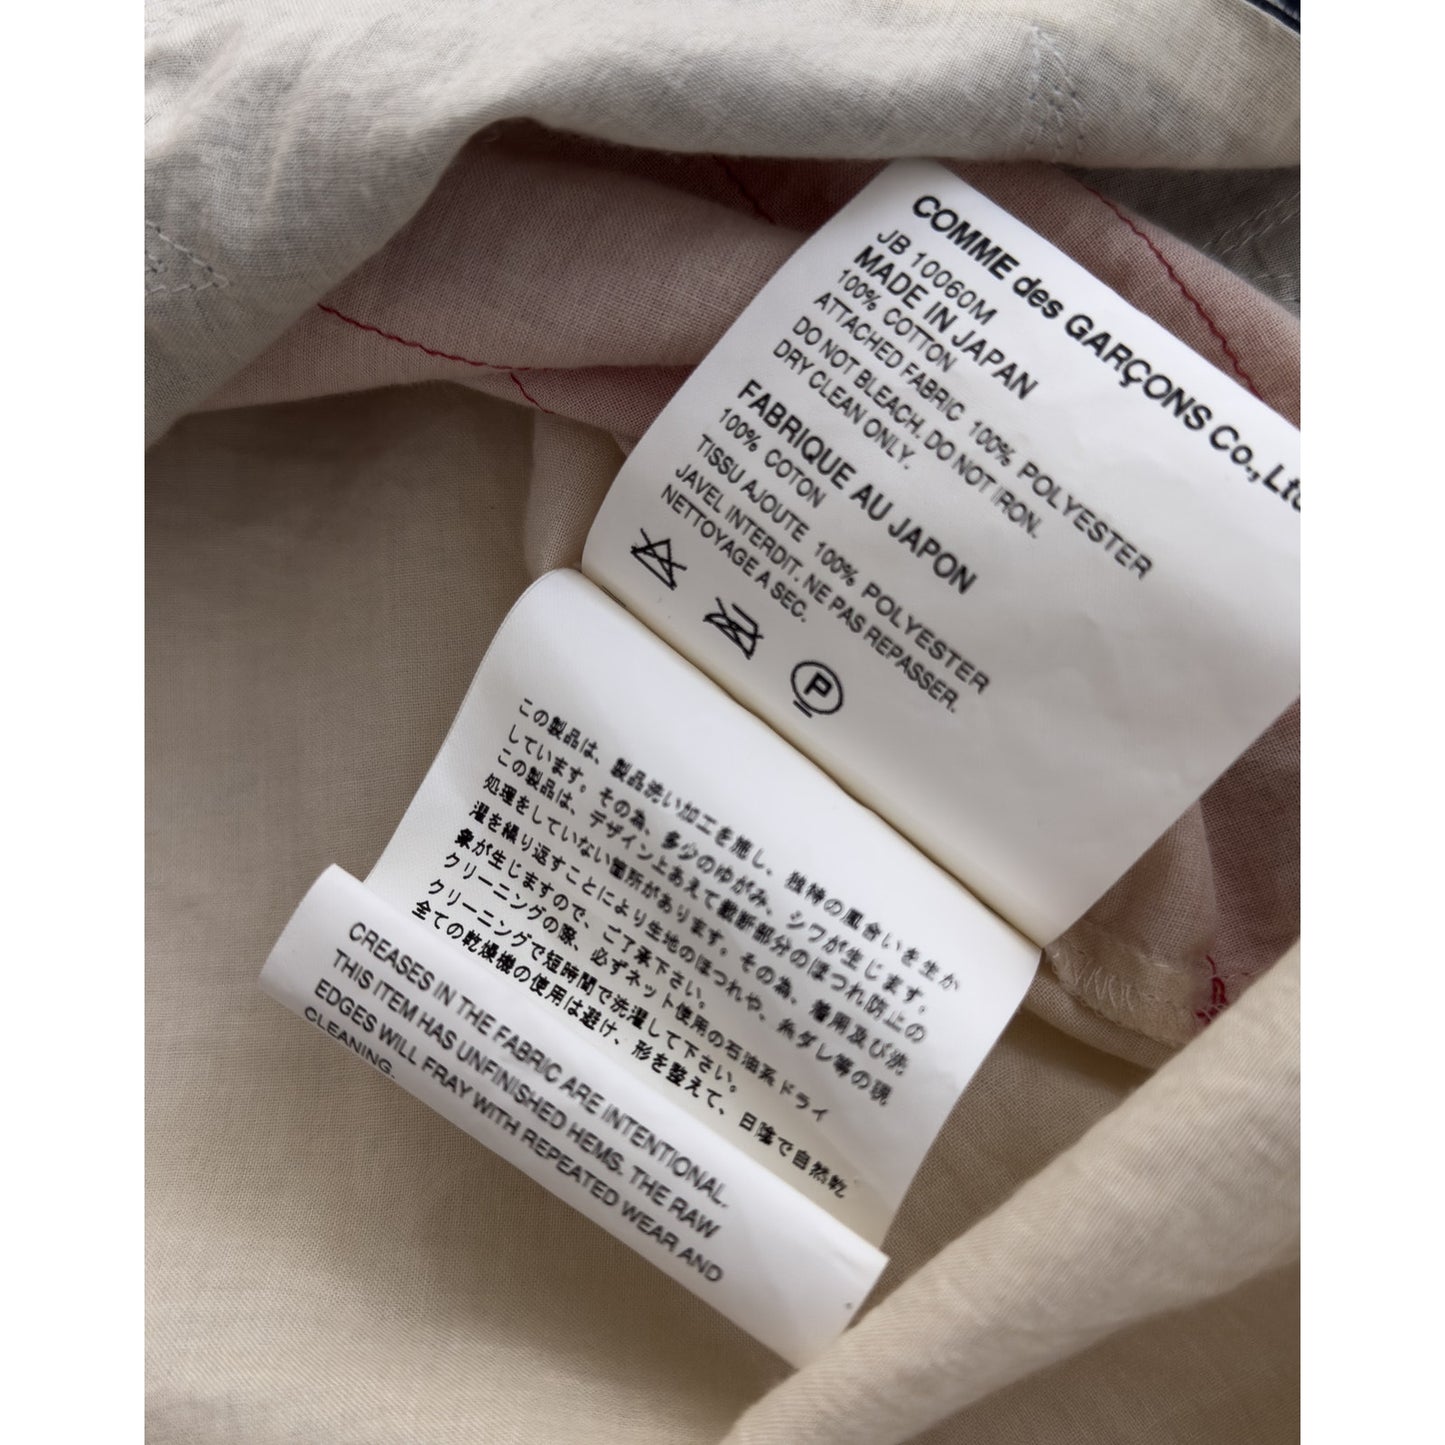 COMME des GARÇONS Co., Ltd
JB 10060M
MADE IN JAPAN
100% COTTON
ATTACHED FABRIC 100% POLYESTER
DO NOT BLEACH. DO NOT IRON.
DRY CLEAN ONLY.
FABRIQUE AU JAPON
100% COTON
TISSU AJOUTE 100% POLYESTER
JAVEL INTERDIT. NE PAS REPASSER.
NETTOYAGE A SEC.
P
この製品は、製品洗い加工を施し、独特の風合いを生か
しています。その為、多少のゆがみ、シワが生じます。
この製品は、デザイン上あえて裁断部分のほつれ防止の
処理をしていない箇所があります。その為、着用及び洗
濯を繰り返すことにより生地のほつれや、糸ダレ等の現
象が生じますので、ご了承下さい。
クリーニングの際、必ずネット使用の石油系ドライ
クリーニングで短時間で洗濯して下さい。
全ての乾燥機の使用は避け、形を整えて、日陰で自然乾
CREASES IN THE FABRIC ARE INTENTIONAL.
THIS ITEM HAS UNFINISHED HEMS. THE RAW
EDGES WILL FRAY WITH REPEATED WEAR AND
CLEANING.